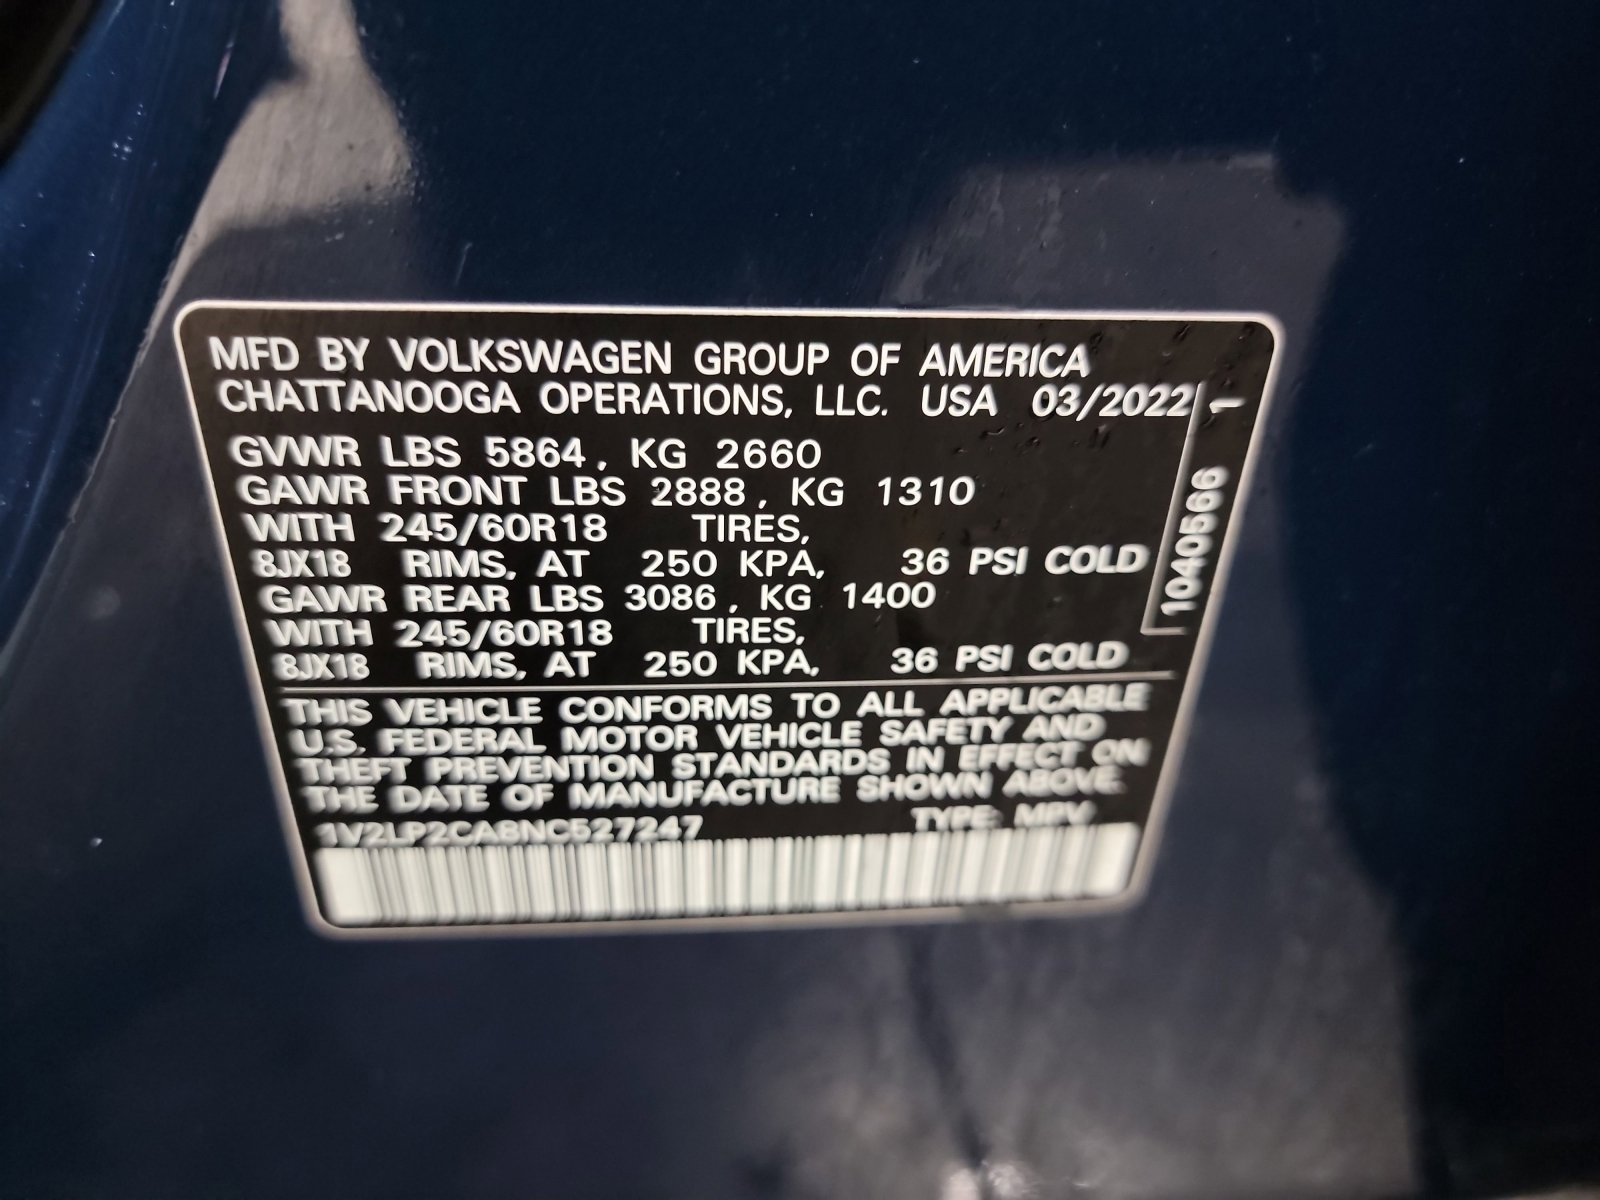 MFD BY VOLKSWAGEN GROUP OF AMERICA
CHATTANOOGA OPERATIONS, LLC. USA 03/2022
GVWR LBS 5864, KG 2660
GAWR FRONT LBS 2888, KG 1310
WITH 245/60R18 TIRES,
8JX18 RIMS, AT 250 KPA, 36 PSI COLD
GAWR REAR LBS 3086, KG 1400
WITH 245/60R18 TIRES,
8JX18 RIMS, AT 250 KPA, 36 PSI COLD
THIS VEHICLE CONFORMS TO ALL APPLICABLE
U.S. FEDERAL MOTOR VEHICLE SAFETY AND
THEFT PREVENTION STANDARDS IN EFFECT ON
THE DATE OF MANUFACTURE SHOWN ABOVE.
1V2LP2CA8NC527247 TYPE: MPV
1040566 1